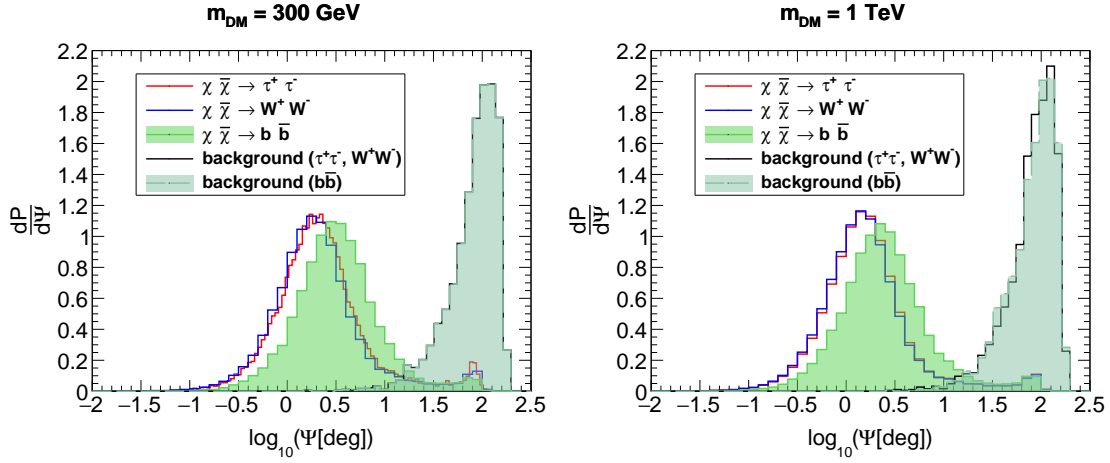 m_DM = 300 GeV
2.2
2
1.8
1.6
1.4
1.2
1
0.8
0.6
0.4
0.2
0
dP
dΨ
χ χ̅ → τ⁺ τ⁻
χ χ̅ → W⁺ W⁻
χ χ̅ → b b̅
background (τ⁺τ⁻, W⁺W⁻)
background (bb̅)
−2 −1.5 −1 −0.5 0 0.5 1 1.5 2 2.5
log₁₀(Ψ[deg])
m_DM = 1 TeV
2.2
2
1.8
1.6
1.4
1.2
1
0.8
0.6
0.4
0.2
0
dP
dΨ
χ χ̅ → τ⁺ τ⁻
χ χ̅ → W⁺ W⁻
χ χ̅ → b b̅
background (τ⁺τ⁻, W⁺W⁻)
background (bb̅)
−2 −1.5 −1 −0.5 0 0.5 1 1.5 2 2.5
log₁₀(Ψ[deg])